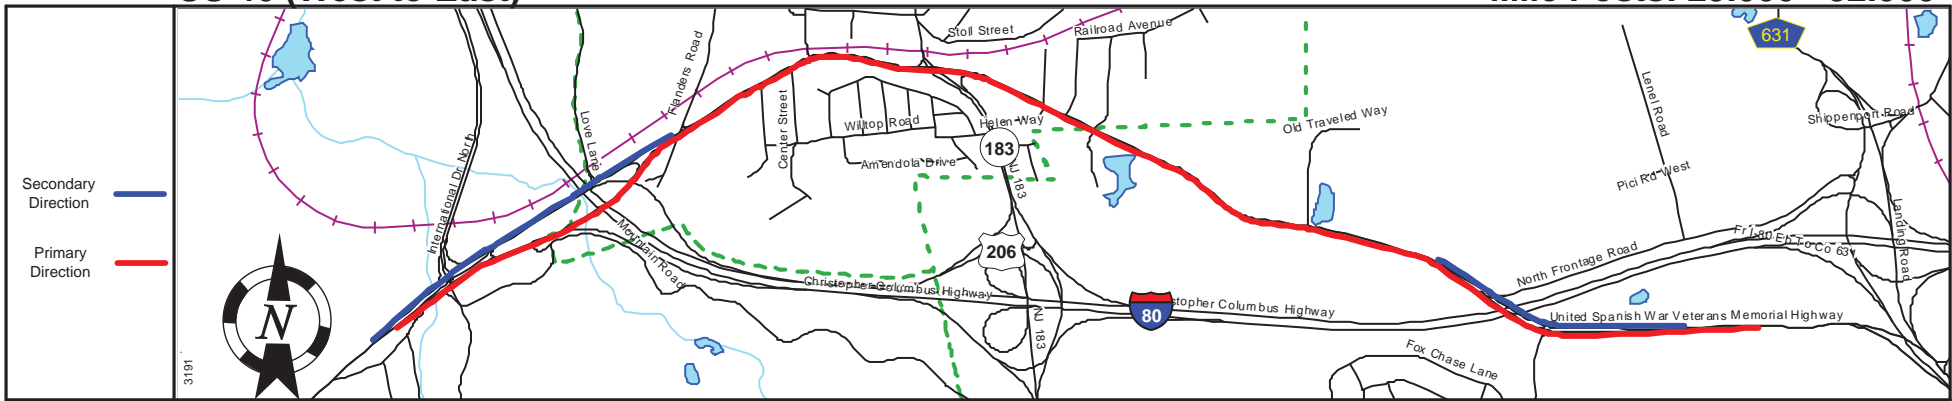 Stoll Street
Railroad Avenue
631
Flanders Road
Lenel Road
Shippenport Road
Love Lane
Center Street
Willtop Road
Helen Way
Old Traveled Way
International Dr North
183
Amendola Drive
NJ 183
Pici Rd West
Secondary
Direction
Mountain Road
Landing Road
Primary
Direction
206
North Frontage Road
Fr I-80 Eb To Co 631
N
Christopher Columbus Highway
80
stopher Columbus Highway
United Spanish War Veterans Memorial Highway
NJ 183
Fox Chase Lane
3191